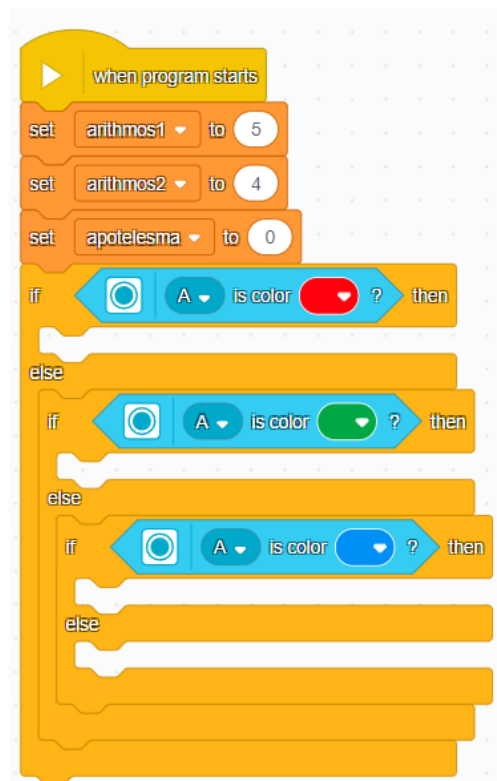 when program starts
set arithmos1 to 5
set arithmos2 to 4
set apotelesma to 0
if A is color ? then
else
if A is color ? then
else
if A is color ? then
else